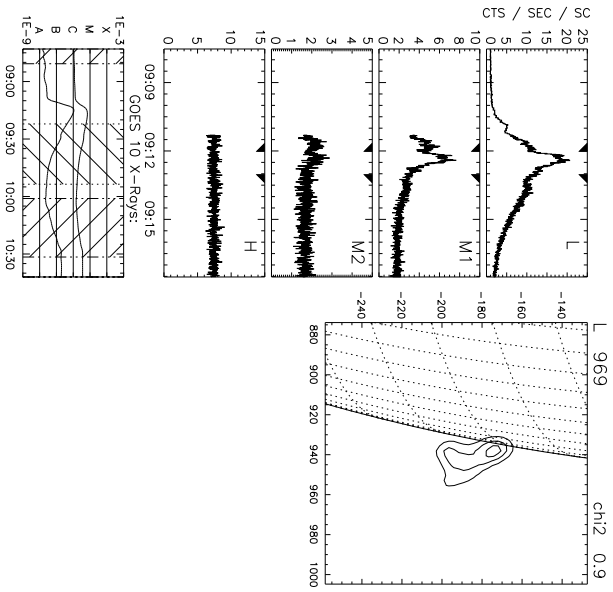 CTS / SEC / SC
0 5 10 15 20 25
L
0 2 4 6 8 10
M1
0 1 2 3 4 5
M2
0 5 10 15
H
09:09 09:12 09:15
GOES 10 X-Rays:
1E-9 A B C M X 1E-3
09:00 09:30 10:00 10:30
L 969 chi2 0.9
-240 -220 -200 -180 -160 -140
880 900 920 940 960 980 1000